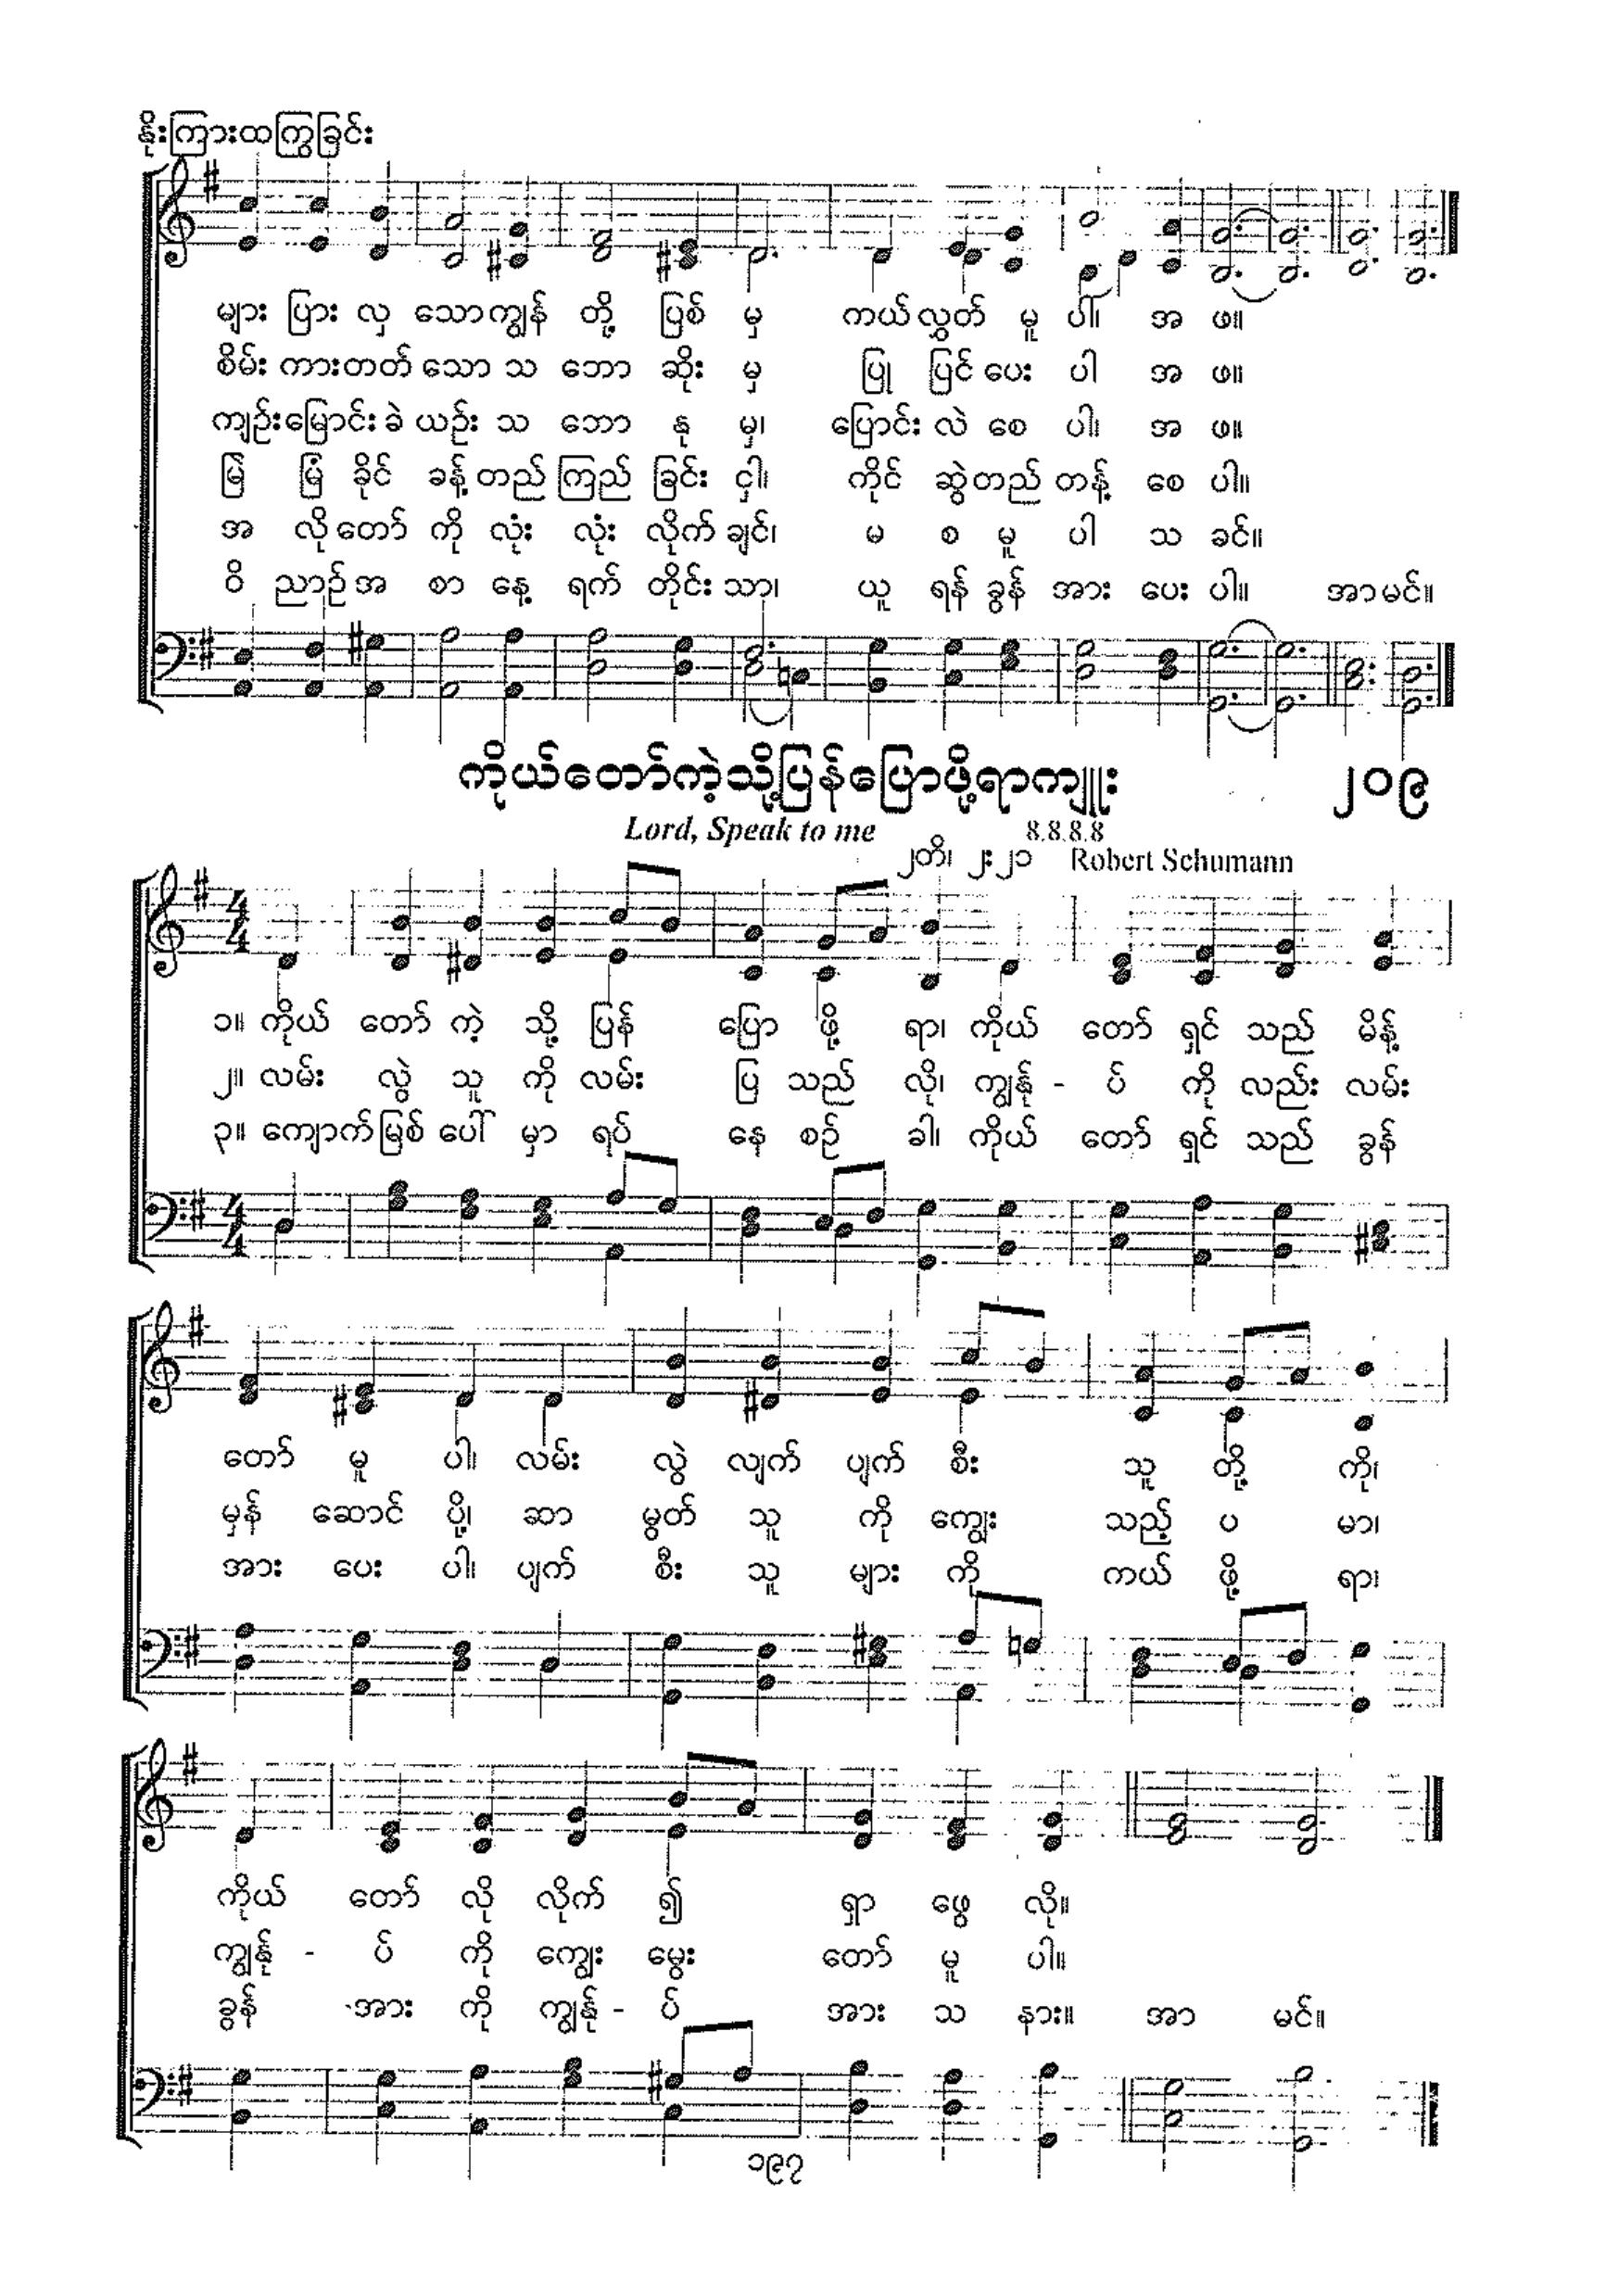 နိုးကြားထကြွခြင်း
များ ပြား လှ သော ကျွန် တို့ ပြစ် မှ ကယ် လွှတ် မူ ပါ၊ အ ဖ။
စိမ်း ကား တတ် သော သ ဘော ဆိုး မှ ပြု ပြင် ပေး ပါ အ ဖ။
ကျဉ်း မြောင်း ခဲ ယဉ်း သ ဘော နု မှ၊ ပြောင်း လဲ စေ ပါ၊ အ ဖ။
မြဲ မြံ ခိုင် ခန့် တည် ကြည် ခြင်း ငှါ၊ ကိုင် ဆွဲ တည် တန့် စေ ပါ။
အ လို တော် ကို လုံး လုံး လိုက် ချင်၊ မ စ မူ ပါ သ ခင်။
ဝိ ညာဉ် အ စာ နေ့ ရက် တိုင်း သာ၊ ယူ ရန် ခွန် အား ပေး ပါ။ အာမင်။
ကိုယ်တော်ကဲ့သို့ပြန်ပြောဖို့ရာကျူး ၂၀၉
Lord, Speak to me 8.8.8.8
၂တိ၊ ၂း၂၁ Robert Schumann
4 4
၁။ ကိုယ် တော် ကဲ့ သို့ ပြန် ပြော ဖို့ ရာ၊ ကိုယ် တော် ရှင် သည် မိန့်
၂။ လမ်း လွဲ သူ ကို လမ်း ပြ သည် လို၊ ကျွန်ု - ပ် ကို လည်း လမ်း
၃။ ကျောက် မြစ် ပေါ် မှာ ရပ် နေ စဉ် ခါ၊ ကိုယ် တော် ရှင် သည် ခွန်
4 4
တော် မူ ပါ၊ လမ်း လွဲ လျက် ပျက် စီး သူ တို့ ကို၊
မှန် ဆောင် ပို့၊ ဆာ မွတ် သူ ကို ကျွေး သည့် ပ မာ၊
အား ပေး ပါ၊ ပျက် စီး သူ များ ကို ကယ် ဖို့ ရာ၊
ကိုယ် တော် လို လိုက် ၍ ရှာ ဖွေ လို။
ကျွန်ု - ပ် ကို ကျွေး မွေး တော် မူ ပါ။
ခွန် အား ကို ကျွန်ု - ပ် အား သ နား။ အာ မင်။
၁၉၇